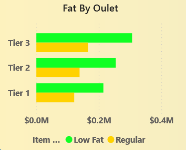 Fat By Oulet
Tier 3
Tier 2
Tier 1
$0.0M $0.2M $0.4M
Item ... Low Fat Regular